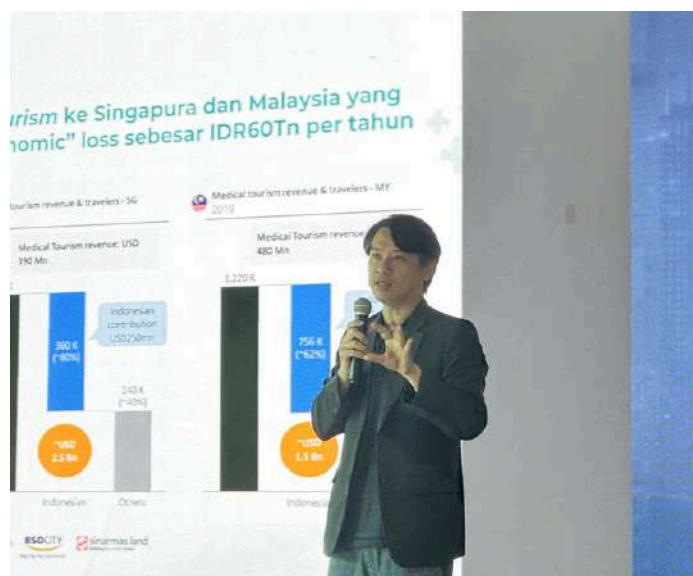 urism ke Singapura dan Malaysia yang
nomic" loss sebesar IDR60Tn per tahun
tourism revenue & travelers - SG
Medical tourism revenue & travelers - MY
2019
Medical Tourism revenue: USD
390 Mn
Medical Tourism revenue
480 Mn
1,220 K
360 K
(~60%)
Indonesian
contribution
USD250mn
240 K
(~40%)
756 K
(~62%)
~USD
2.5 Bn
~USD
1.5 Bn
Indonesian
Others
Indonesian
BSDCITY
sinarmas land